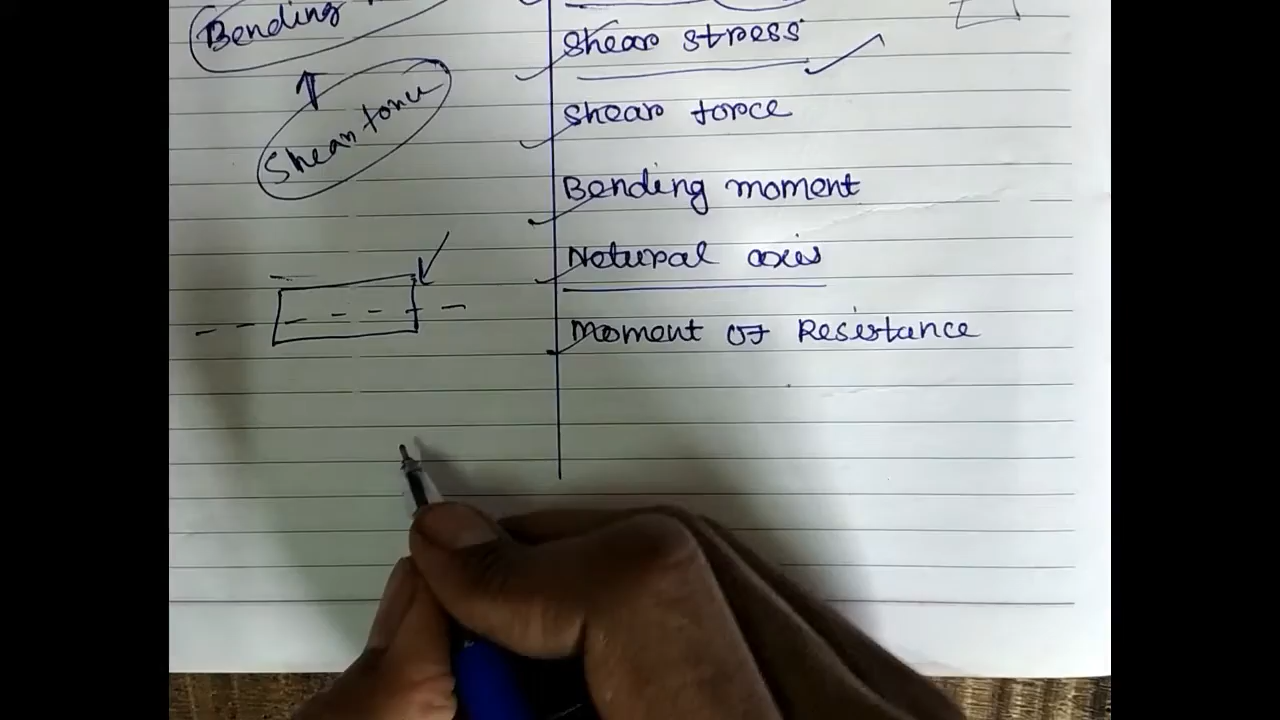 Bending
Shear force
Shear stress
Shear force
Bending moment
Netural axis
Moment of Resistance